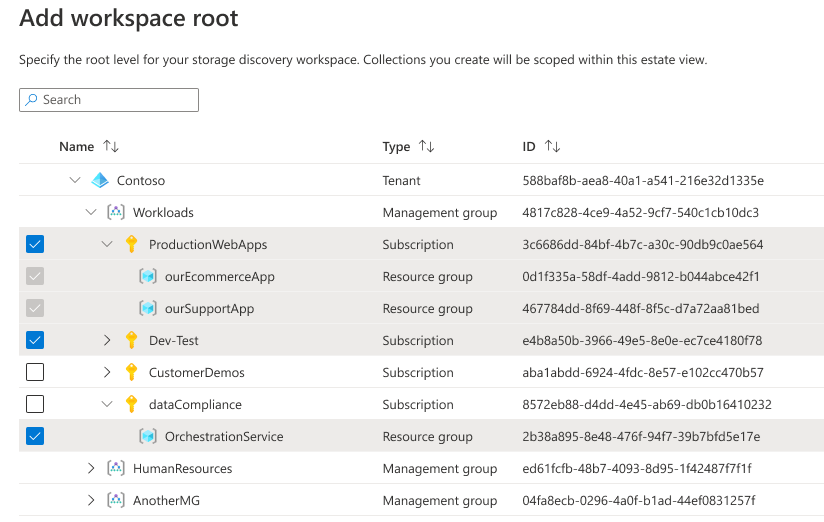 Add workspace root
Specify the root level for your storage discovery workspace. Collections you create will be scoped within this estate view.
Search
Name Type ID
Contoso Tenant 588baf8b-aea8-40a1-a541-216e32d1335e
Workloads Management group 4817c828-4ce9-4a52-9cf7-540c1cb10dc3
ProductionWebApps Subscription 3c6686dd-84bf-4b7c-a30c-90db9c0ae564
ourEcommerceApp Resource group 0d1f335a-58df-4add-9812-b044abce42f1
ourSupportApp Resource group 467784dd-8f69-448f-8f5c-d7a72aa81bed
Dev-Test Subscription e4b8a50b-3966-49e5-8e0e-ec7ce4180f78
CustomerDemos Subscription aba1abdd-6924-4fdc-8e57-e102cc470b57
dataCompliance Subscription 8572eb88-d4dd-4e45-ab69-db0b16410232
OrchestrationService Resource group 2b38a895-8e48-476f-94f7-39b7bfd5e17e
HumanResources Management group ed61fcfb-48b7-4093-8d95-1f42487f7f1f
AnotherMG Management group 04fa8ecb-0296-4a0f-b1ad-44ef0831257f